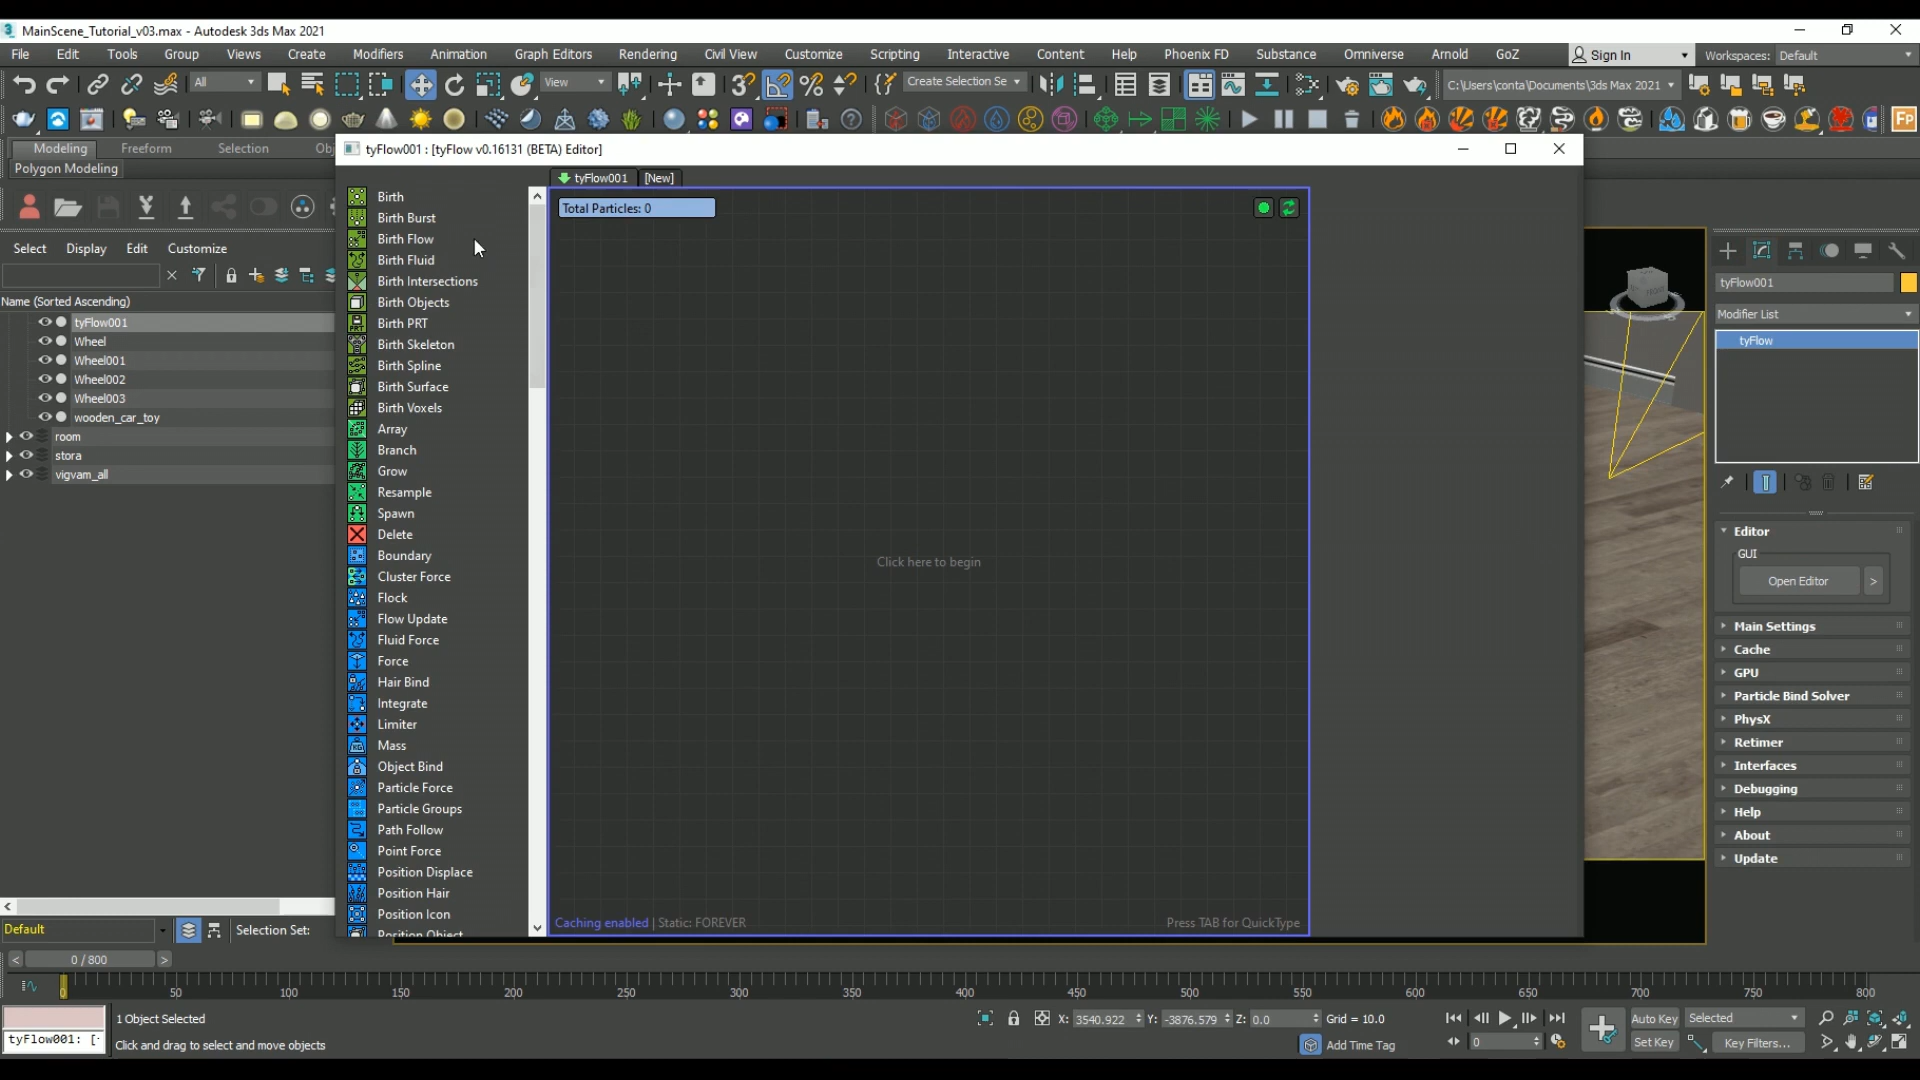 MainScene_Tutorial_v03.max - Autodesk 3ds Max 2021
File Edit Tools Group Views Create Modifiers Animation Graph Editors Rendering Civil View Customize Scripting Interactive Content Help Phoenix FD Substance Omniverse Arnold GoZ Sign In Workspaces: Default
All View Create Selection Se C:\Users\conta\Documents\3ds Max 2021
Fp
Modeling Freeform Selection Obj
Polygon Modeling
tyFlow001 : [tyFlow v0.16131 (BETA) Editor]
tyFlow001 [New]
Total Particles: 0
Select Display Edit Customize
Name (Sorted Ascending)
tyFlow001
Wheel
Wheel001
Wheel002
Wheel003
wooden_car_toy
room
stora
vigvam_all
Birth
Birth Burst
Birth Flow
Birth Fluid
Birth Intersections
Birth Objects
Birth PRT
Birth Skeleton
Birth Spline
Birth Surface
Birth Voxels
Array
Branch
Grow
Resample
Spawn
Delete
Boundary
Cluster Force
Flock
Flow Update
Fluid Force
Force
Hair Bind
Integrate
Limiter
Mass
Object Bind
Particle Force
Particle Groups
Path Follow
Point Force
Position Displace
Position Hair
Position Icon
Position Object
Click here to begin
Caching enabled | Static: FOREVER
Press TAB for QuickType
tyFlow001
Modifier List
tyFlow
Editor
GUI
Open Editor >
Main Settings
Cache
GPU
Particle Bind Solver
PhysX
Retimer
Interfaces
Debugging
Help
About
Update
Default Selection Set:
< 0 / 800 >
0 50 100 150 200 250 300 350 400 450 500 550 600 650 700 750 800
1 Object Selected
X: 3540.922 Y: -3876.579 Z: 0.0 Grid = 10.0
Auto Key Selected
tyFlow001: [-
Click and drag to select and move objects
Add Time Tag
0
Set Key Key Filters...